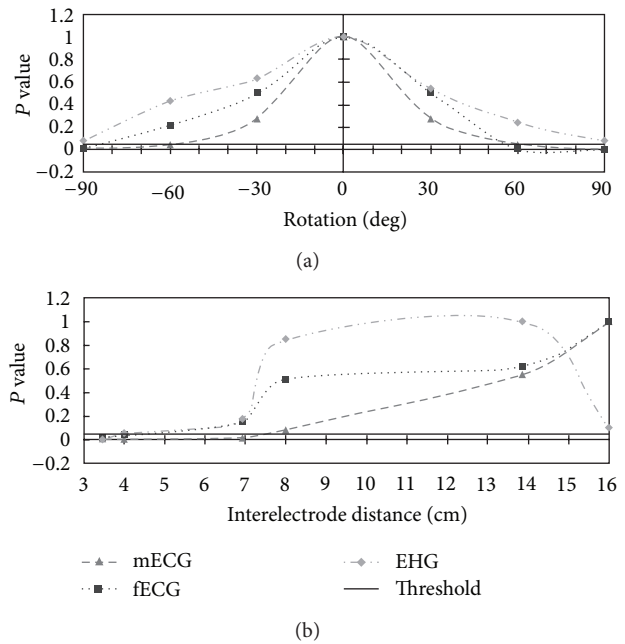 1.2
1
0.8
0.6
0.4
0.2
0
−0.2
P value
−90 −60 −30 0 30 60 90
Rotation (deg)
(a)
1.2
1
0.8
0.6
0.4
0.2
0
−0.2
P value
3 4 5 6 7 8 9 10 11 12 13 14 15 16
Interelectrode distance (cm)
mECG
fECG
EHG
Threshold
(b)